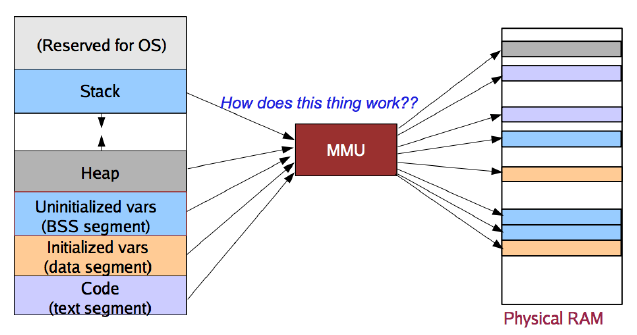 (Reserved for OS)
Stack
How does this thing work??
MMU
Heap
Uninitialized vars
(BSS segment)
Initialized vars
(data segment)
Code
(text segment)
Physical RAM